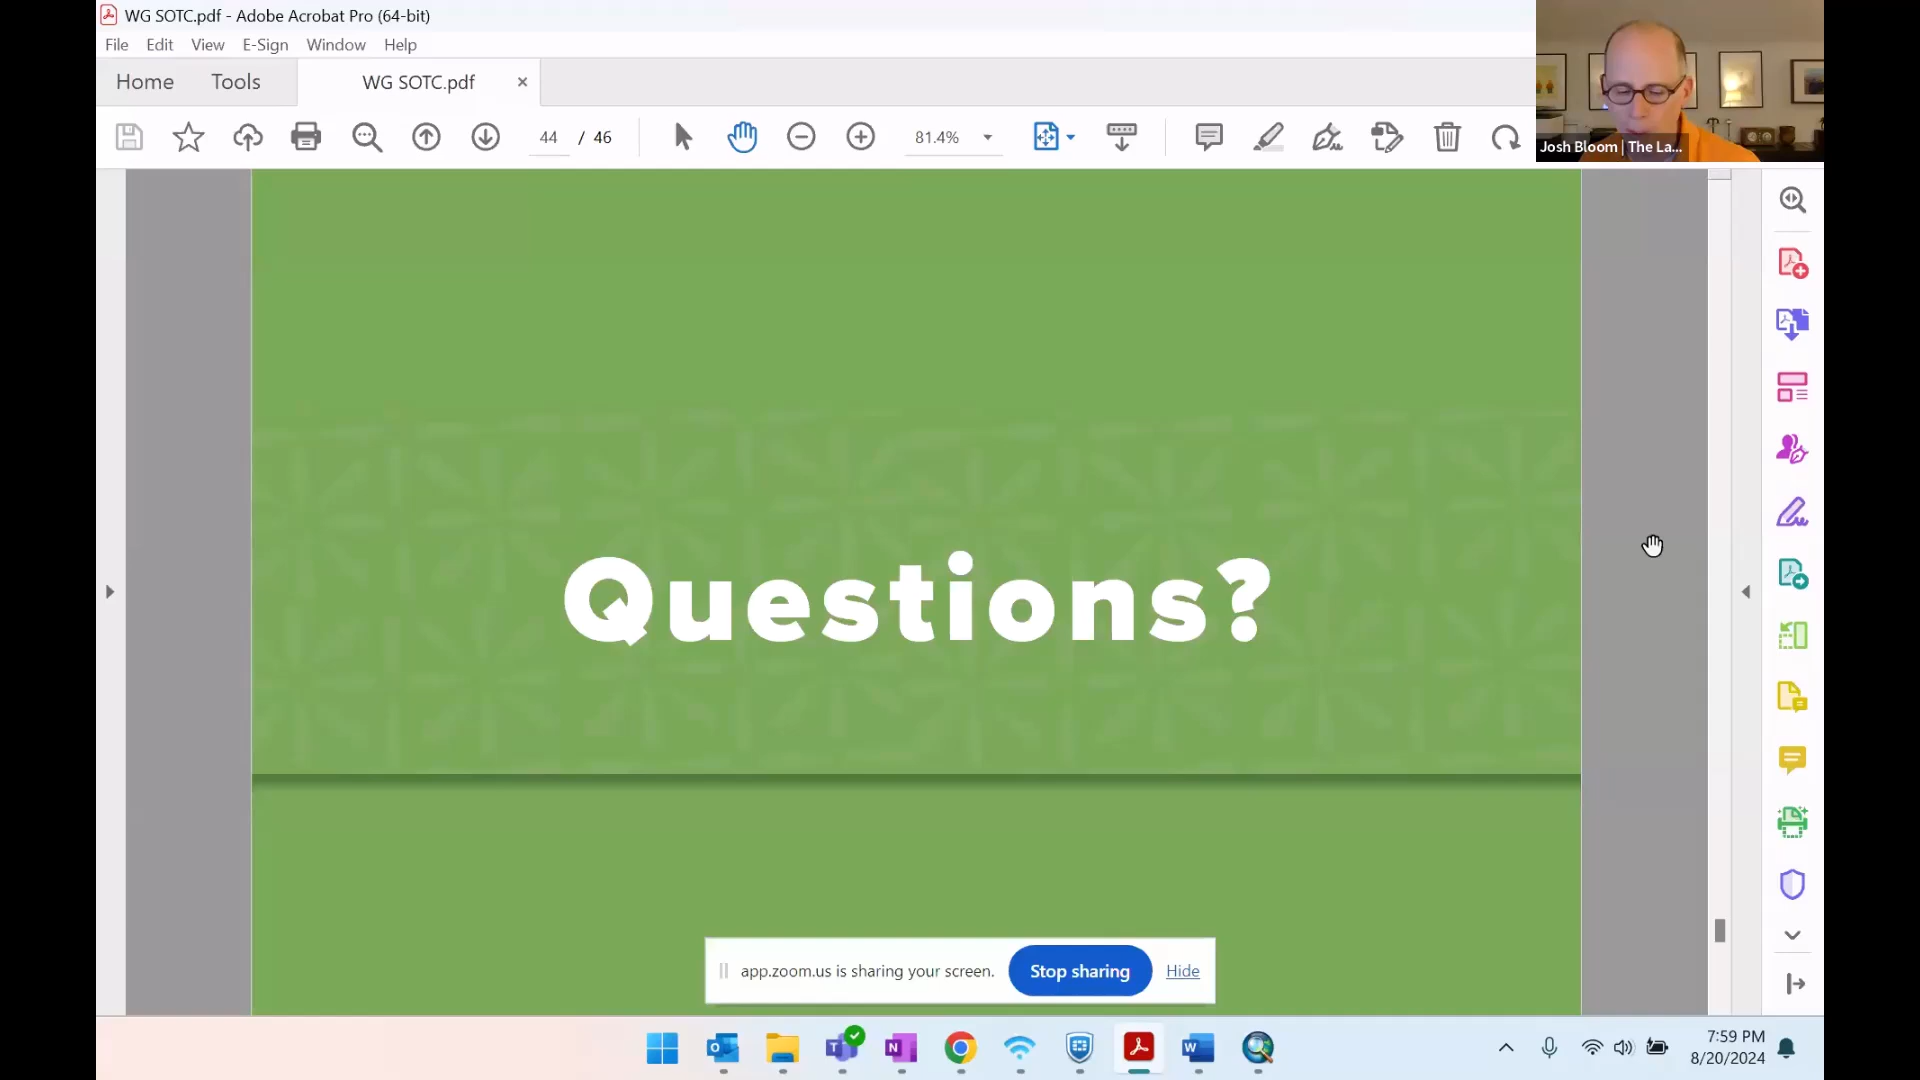 WG SOTC.pdf - Adobe Acrobat Pro (64-bit)
File Edit View E-Sign Window Help
Home Tools WG SOTC.pdf ×
44 / 46 81.4%
Josh Bloom | The La...
Questions?
app.zoom.us is sharing your screen. Stop sharing Hide
7:59 PM
8/20/2024